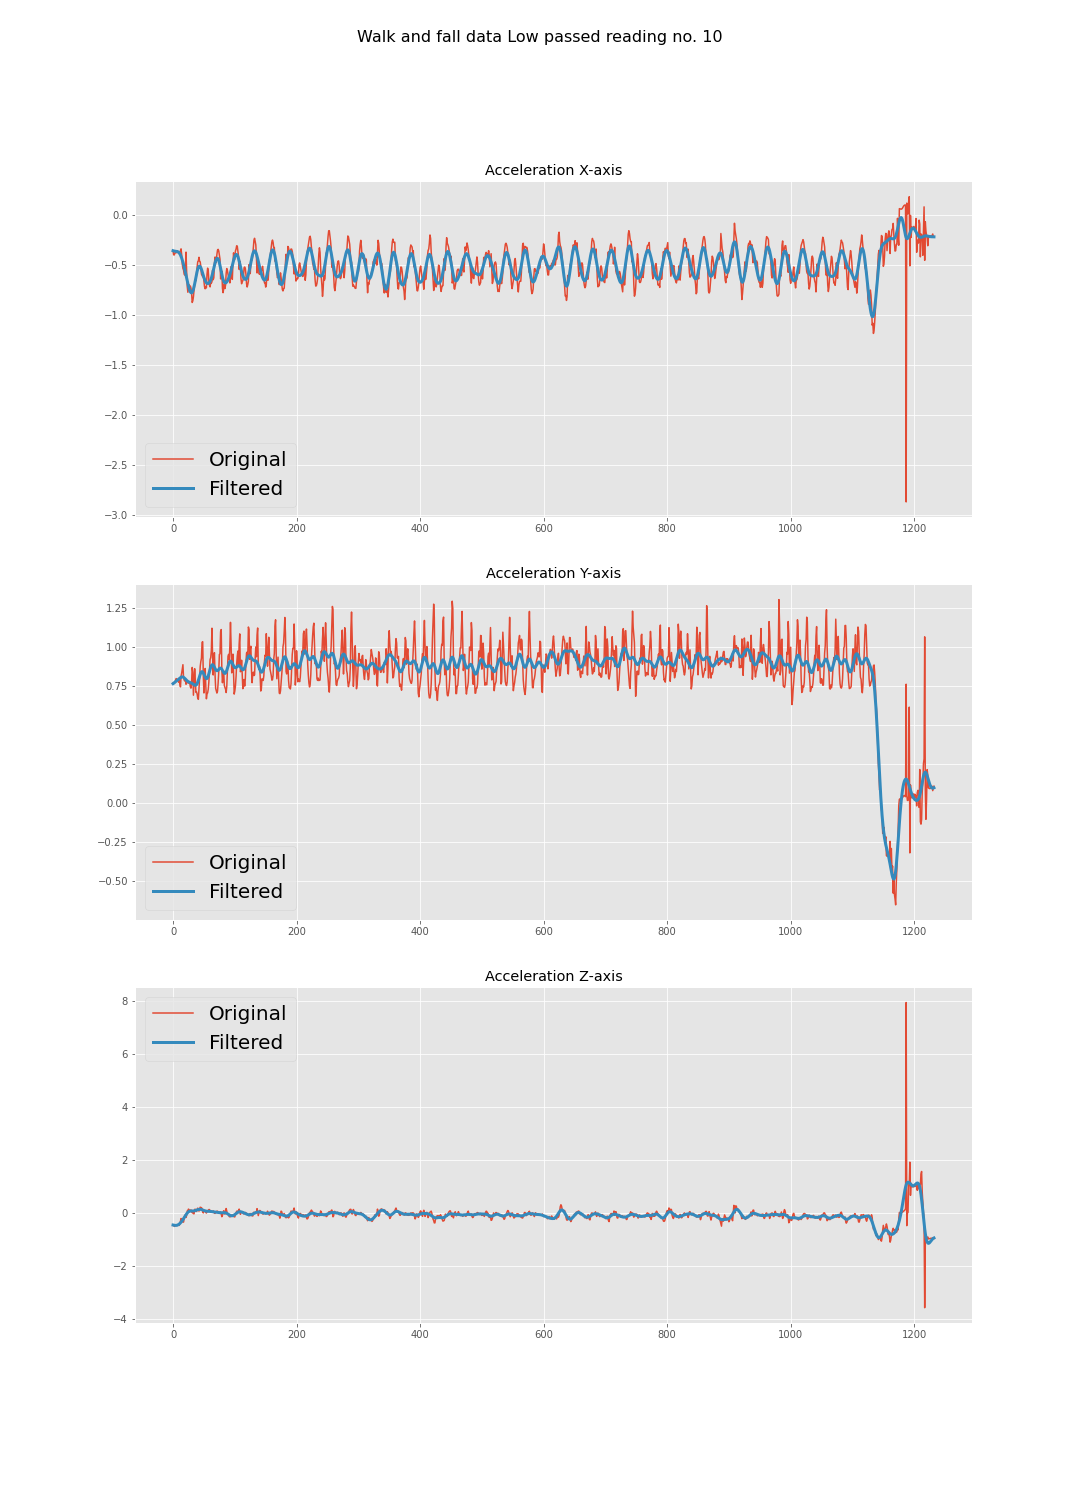 Walk and fall data Low passed reading no. 10
Acceleration X-axis
0.0
−0.5
−1.0
−1.5
−2.0
−2.5
−3.0
Original
Filtered
0 200 400 600 800 1000 1200
Acceleration Y-axis
1.25
1.00
0.75
0.50
0.25
0.00
−0.25
−0.50
Original
Filtered
0 200 400 600 800 1000 1200
Acceleration Z-axis
8
6
4
2
0
−2
−4
Original
Filtered
0 200 400 600 800 1000 1200